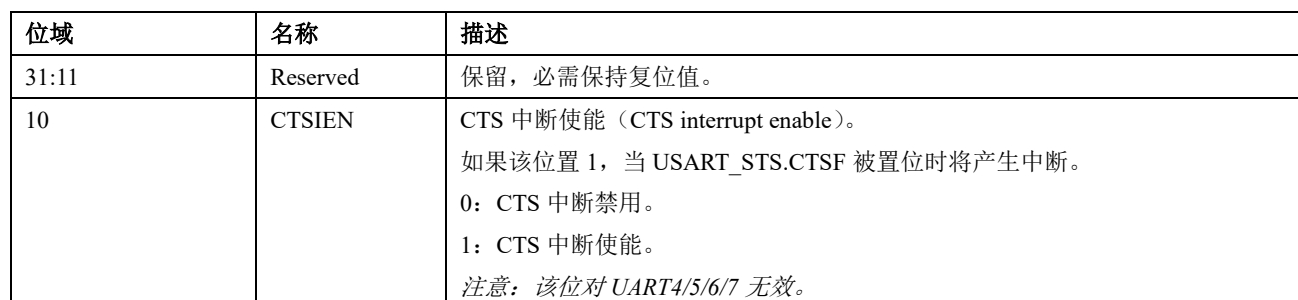 位域 名称 描述
31:11 Reserved 保留，必需保持复位值。
10 CTSIEN CTS 中断使能（CTS interrupt enable）。
如果该位置 1，当 USART_STS.CTSF 被置位时将产生中断。
0：CTS 中断禁用。
1：CTS 中断使能。
注意：该位对 UART4/5/6/7 无效。